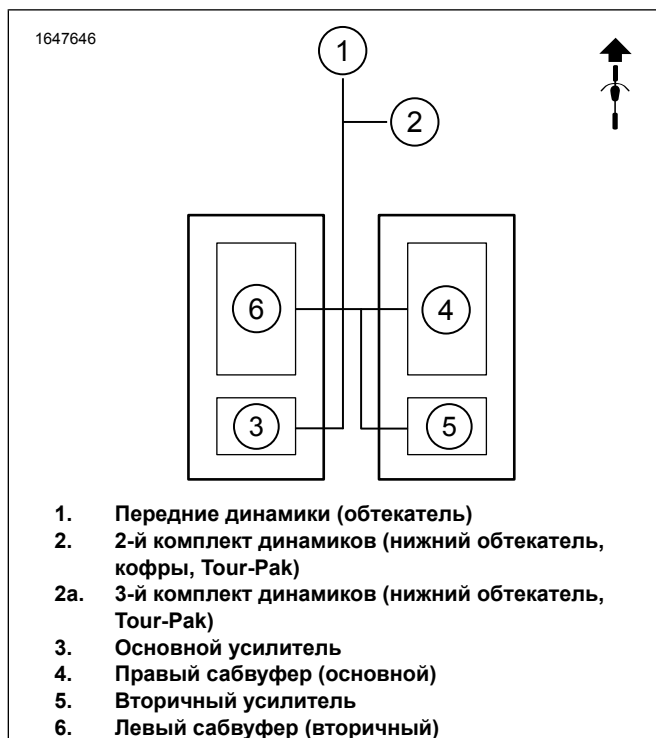 1647646
1
2
6
4
3
5
1. Передние динамики (обтекатель)
2. 2-й комплект динамиков (нижний обтекатель,
кофры, Tour-Pak)
2a. 3-й комплект динамиков (нижний обтекатель,
Tour-Pak)
3. Основной усилитель
4. Правый сабвуфер (основной)
5. Вторичный усилитель
6. Левый сабвуфер (вторичный)